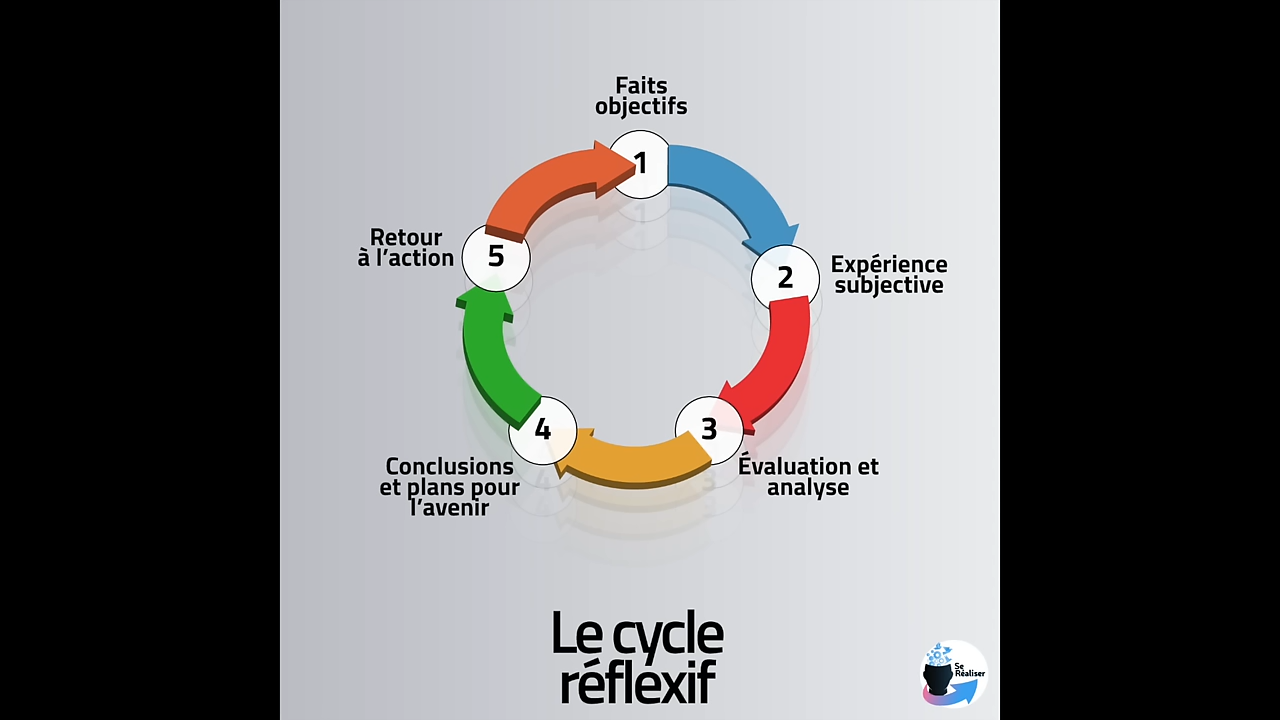 Faits
objectifs
1
2
Expérience
subjective
3
Évaluation et
analyse
4
Conclusions
et plans pour
l'avenir
5
Retour
à l'action
Le cycle
réflexif
Se
Réaliser